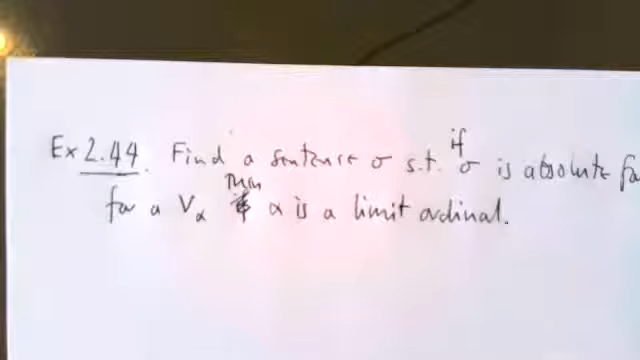 Ex 2.44. Find a sentence σ s.t. if σ is absolute
for a Vα then α is a limit ordinal.